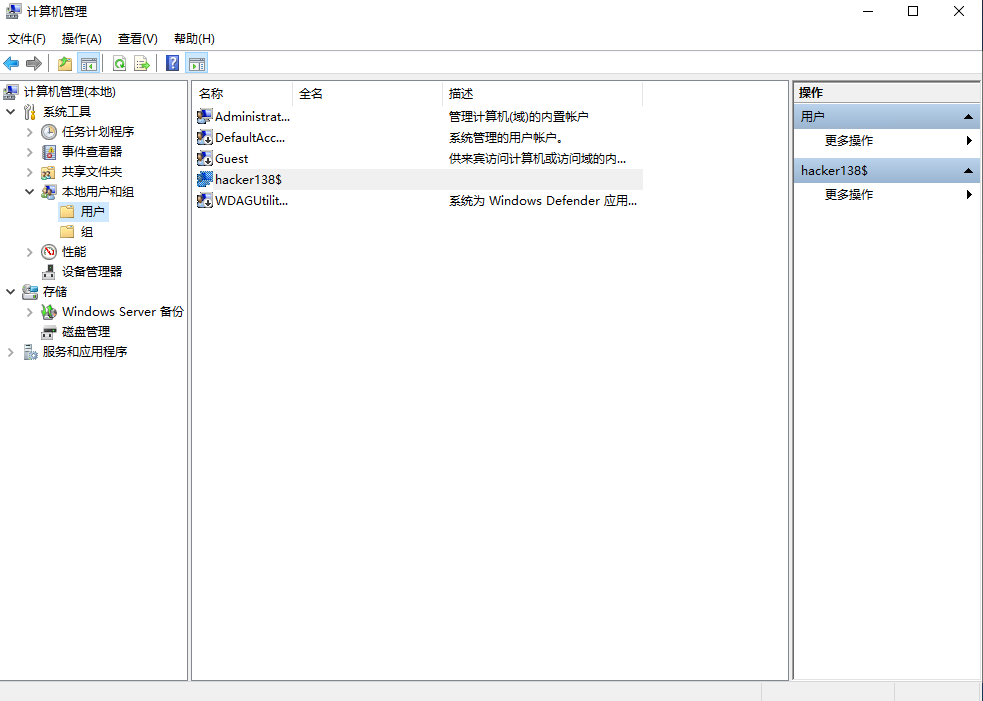 计算机管理
文件(F) 操作(A) 查看(V) 帮助(H)
计算机管理(本地)
系统工具
任务计划程序
事件查看器
共享文件夹
本地用户和组
用户
组
性能
设备管理器
存储
Windows Server 备份
磁盘管理
服务和应用程序
名称 全名 描述
Administrat... 管理计算机(域)的内置帐户
DefaultAcc... 系统管理的用户帐户。
Guest 供来宾访问计算机或访问域的内...
hacker138$
WDAGUtilit... 系统为 Windows Defender 应用...
操作
用户
更多操作
hacker138$
更多操作